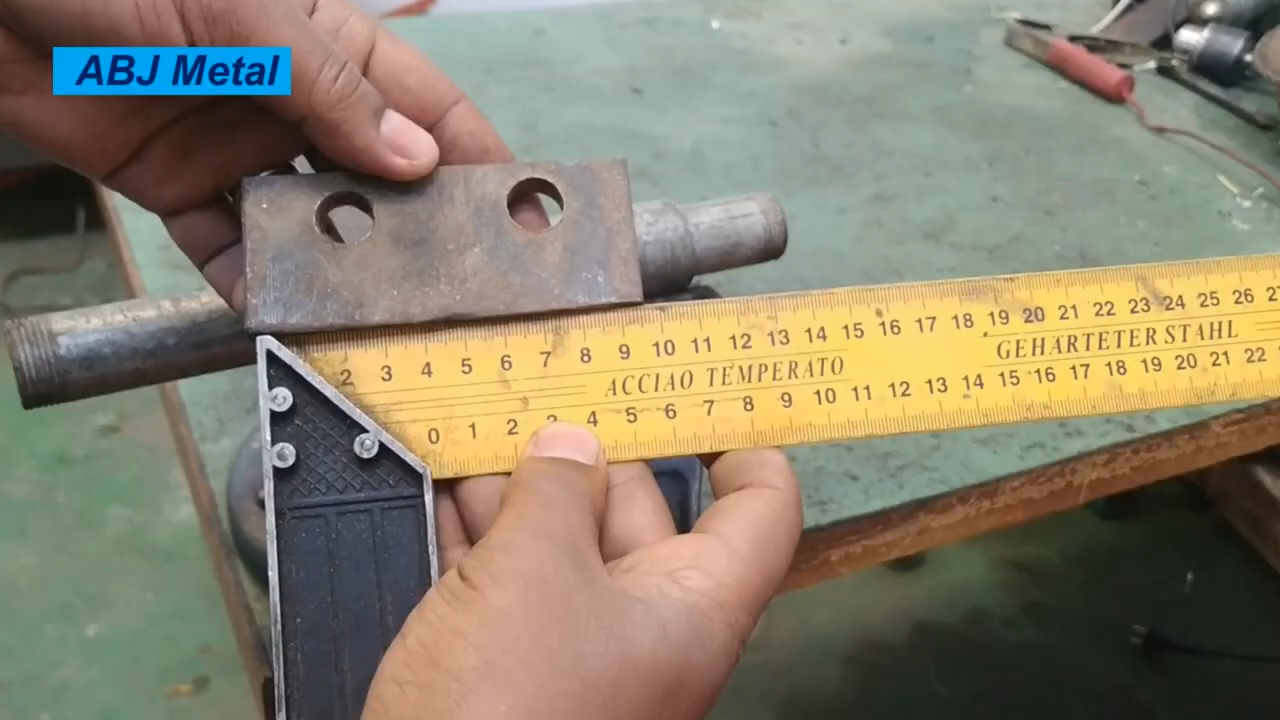 ABJ Metal
2 3 4 5 6 7 8 9 10 11 12 13 14 15 16 17 18 19 20 21 22 23 24 25 26 27
ACCIAO TEMPERATO GEHÄRTETER STAHL
0 1 2 3 4 5 6 7 8 9 10 11 12 13 14 15 16 17 18 19 20 21 22